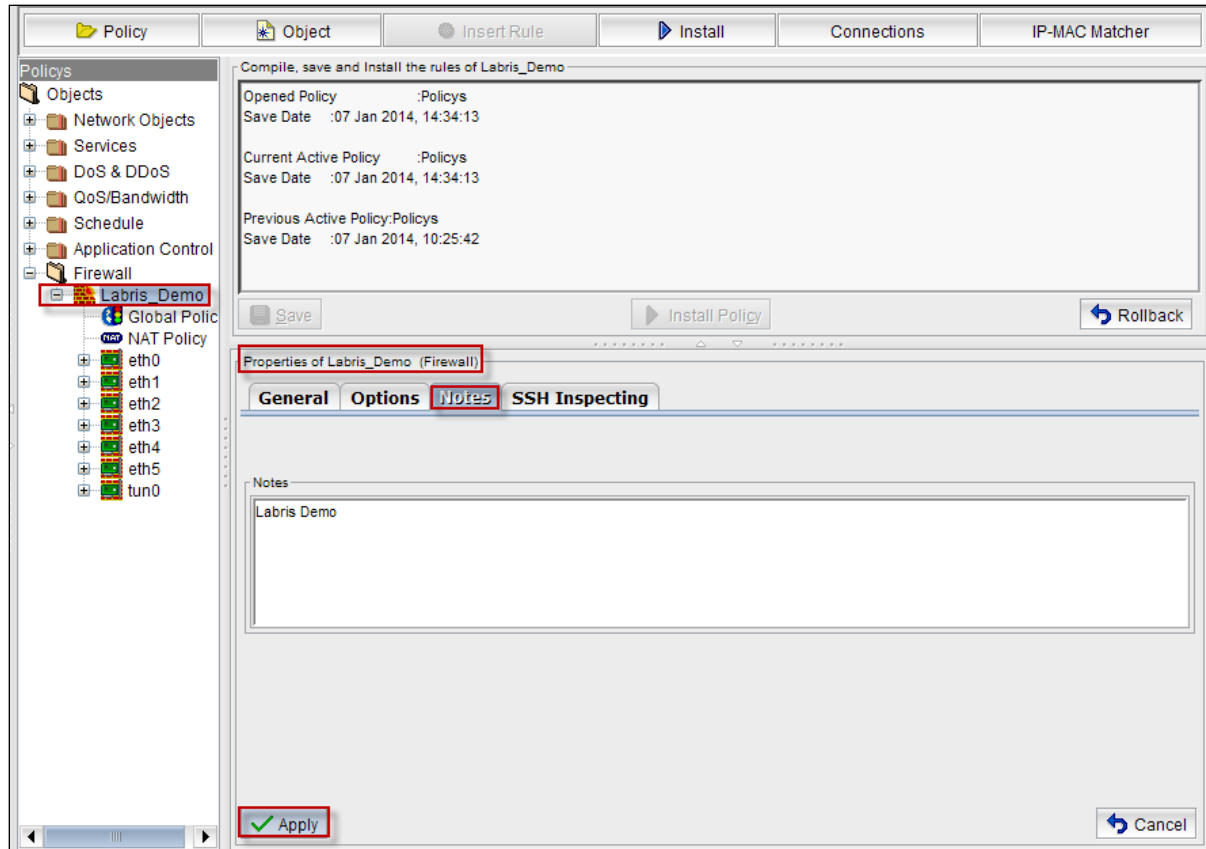 Policy Object Insert Rule Install Connections IP-MAC Matcher
Policys
Objects
Network Objects
Services
DoS & DDoS
QoS/Bandwidth
Schedule
Application Control
Firewall
Labris_Demo
Global Polic
NAT NAT Policy
eth0
eth1
eth2
eth3
eth4
eth5
tun0
Compile, save and Install the rules of Labris_Demo
Opened Policy :Policys
Save Date :07 Jan 2014, 14:34:13
Current Active Policy :Policys
Save Date :07 Jan 2014, 14:34:13
Previous Active Policy:Policys
Save Date :07 Jan 2014, 10:25:42
Save Install Policy Rollback
Properties of Labris_Demo (Firewall)
General Options Notes SSH Inspecting
Notes
Labris Demo
Apply Cancel